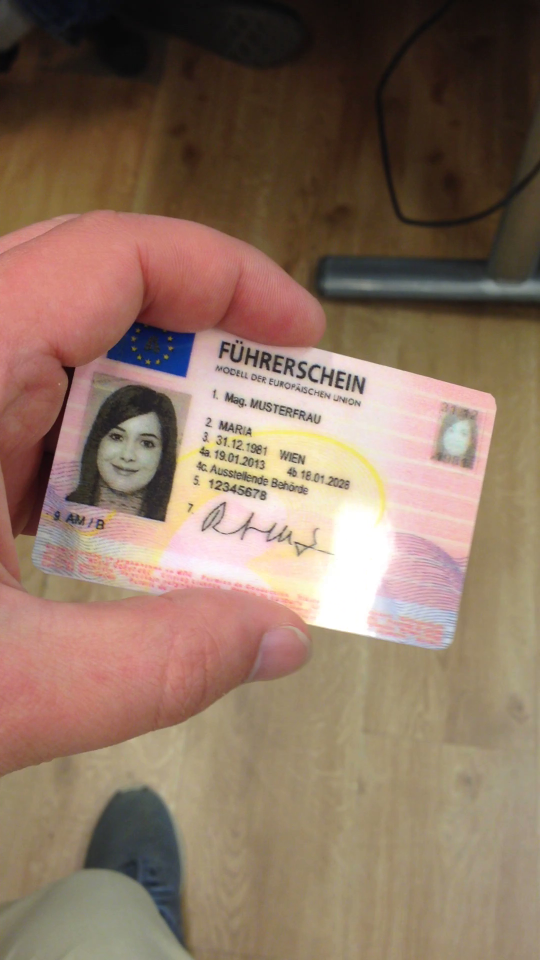 FÜHRERSCHEIN
MODELL DER EUROPÄISCHEN UNION
1. Mag. MUSTERFRAU
2. MARIA
3. 31.12.1981 WIEN
4a. 19.01.2013 4b. 18.01.2028
4c. Ausstellende Behörde
5. 12345678
7.
9. AM / B